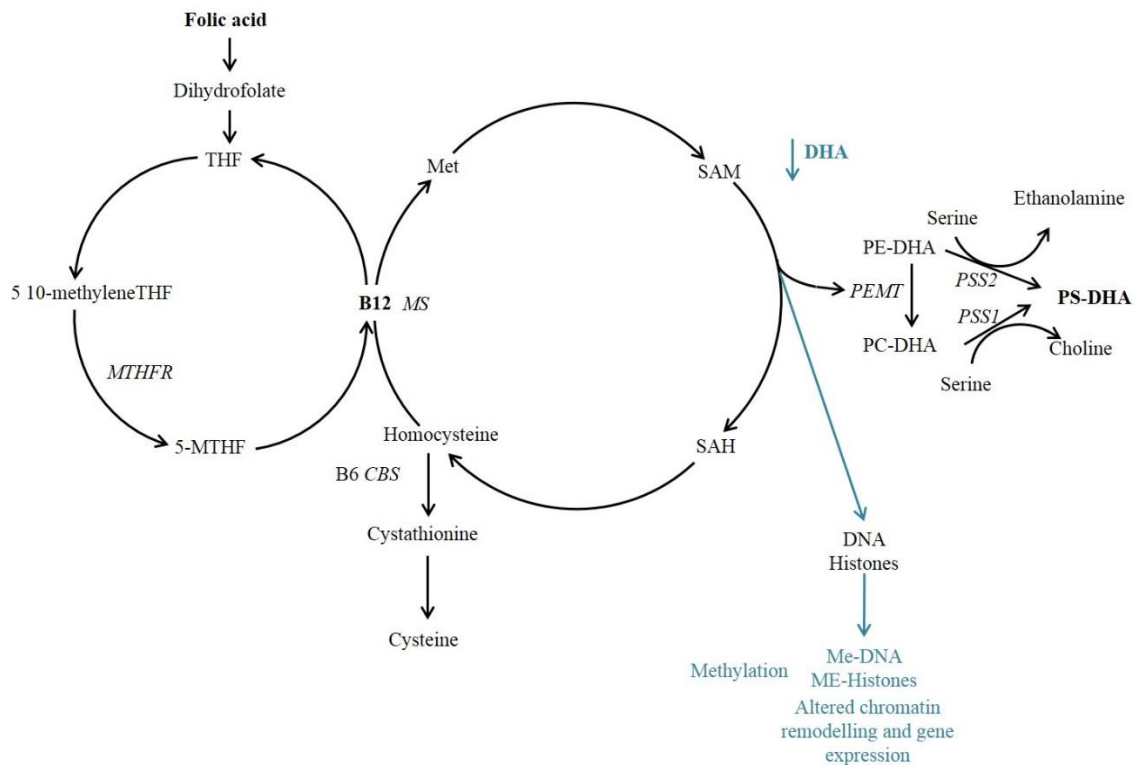 Folic acid
Dihydrofolate
THF
5 10-methyleneTHF
MTHFR
5-MTHF
B12 MS
Met
SAM
SAH
Homocysteine
B6 CBS
Cystathionine
Cysteine
DHA
PEMT
PE-DHA
PC-DHA
Serine
Ethanolamine
PSS2
PS-DHA
PSS1
Choline
Serine
DNA
Histones
Methylation
Me-DNA
ME-Histones
Altered chromatin
remodelling and gene
expression